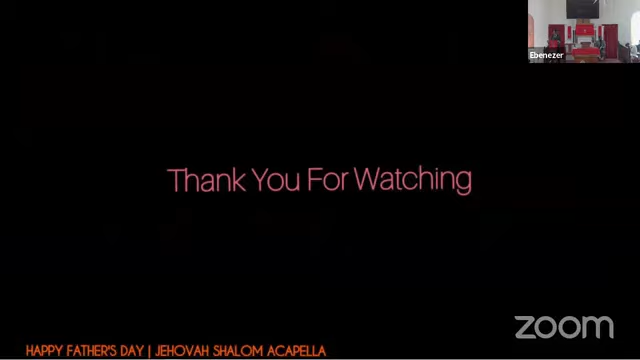 Ebenezer
Thank You For Watching
zoom
HAPPY FATHER'S DAY | JEHOVAH SHALOM ACAPELLA